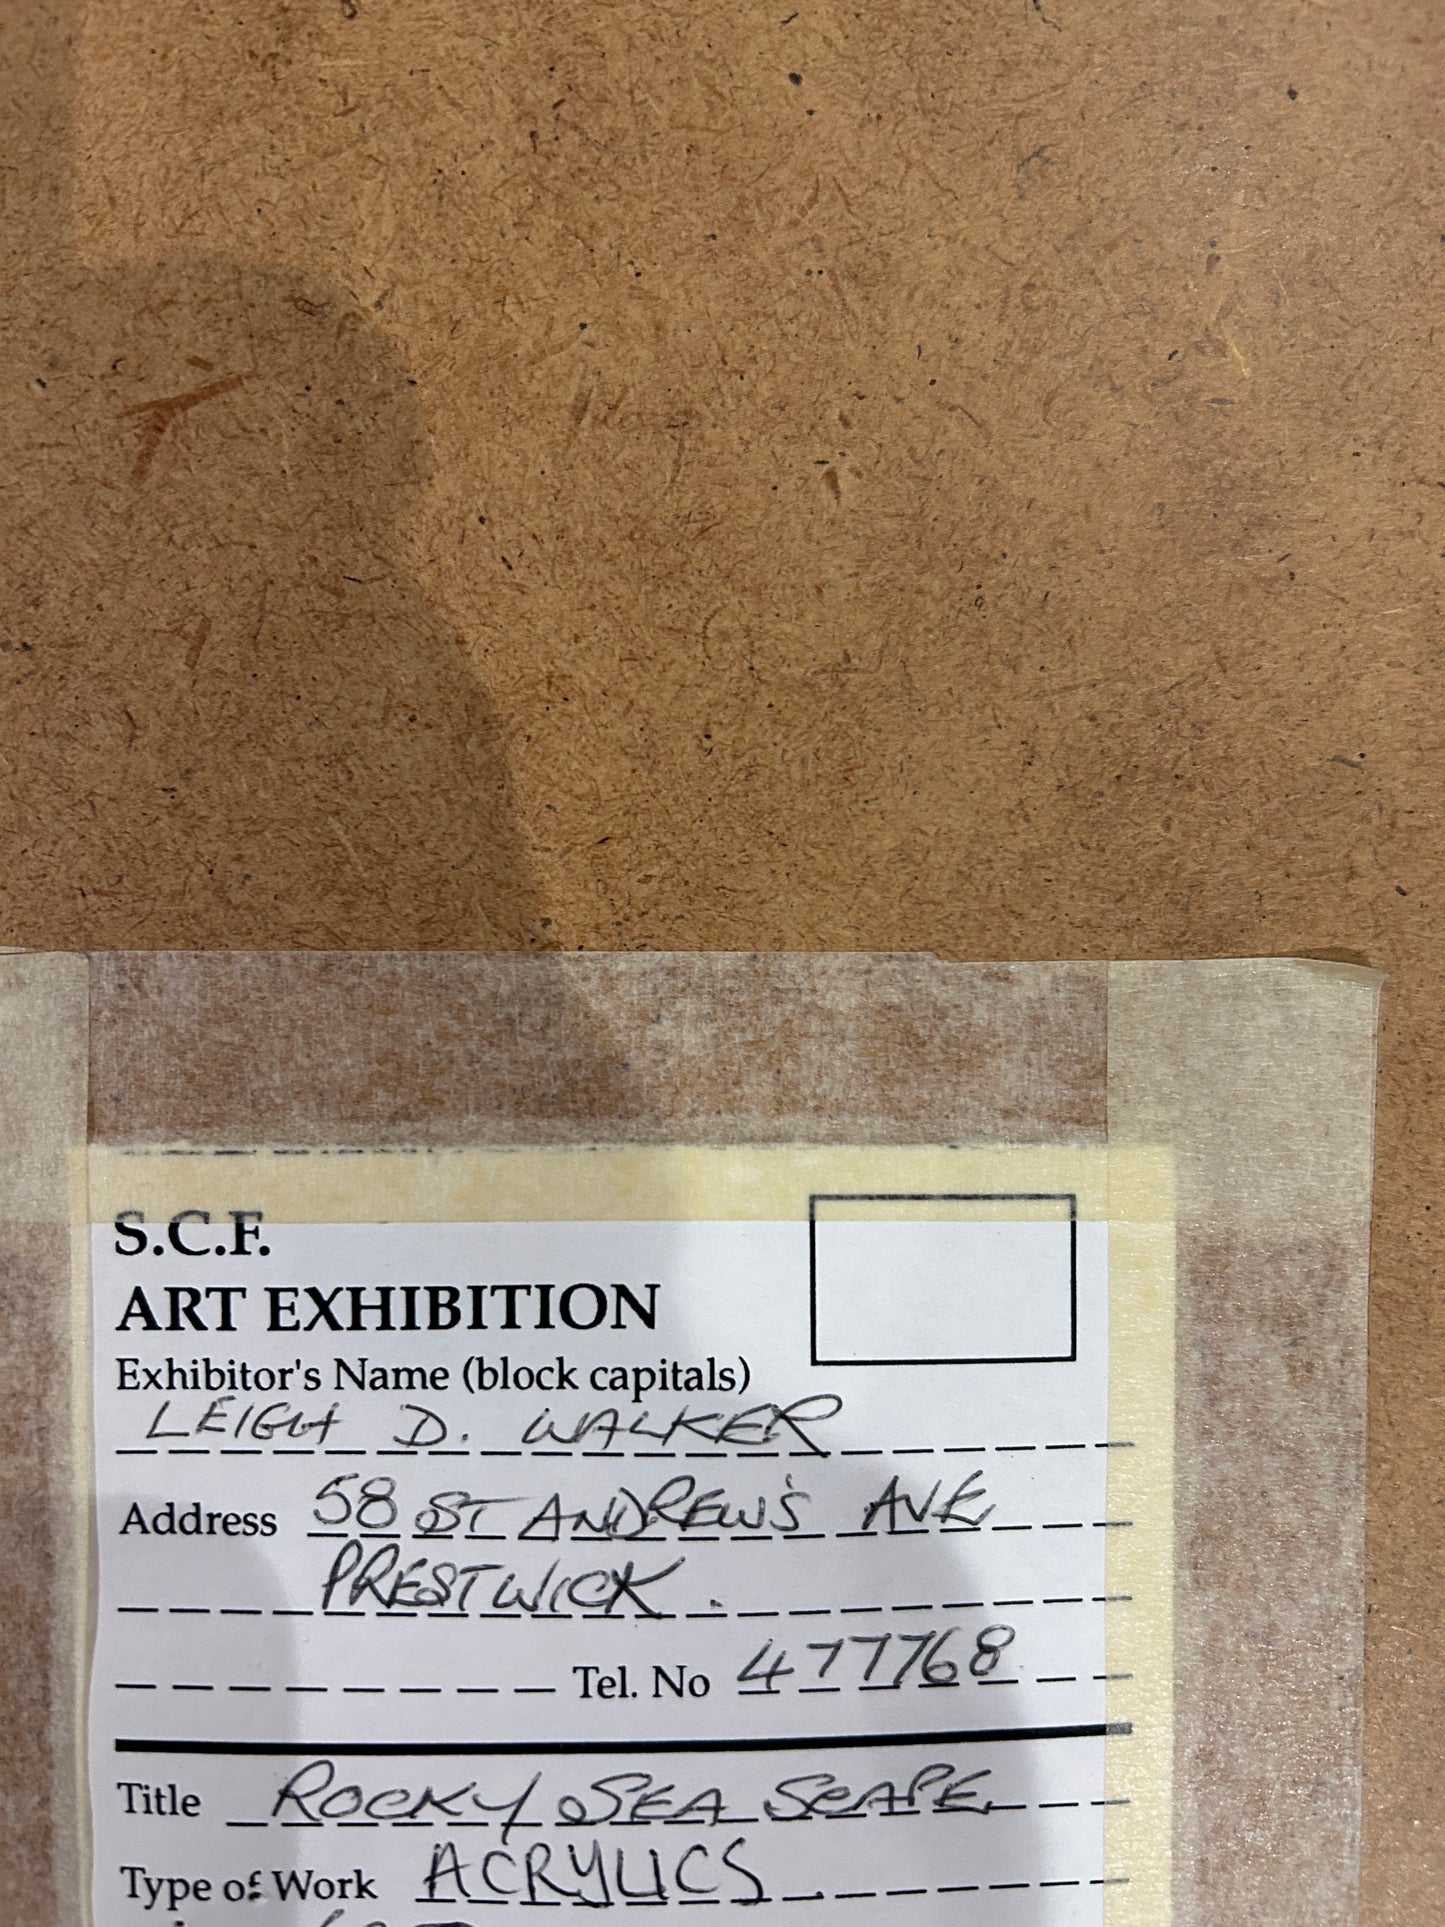 S.C.F.
ART EXHIBITION
Exhibitor's Name (block capitals)
LEIGH D. WALKER
Address 58 ST ANDREW'S AVE
PRESTWICK.
Tel. No 477768
Title ROCKY SEA SCAPE
Type of Work ACRYLICS